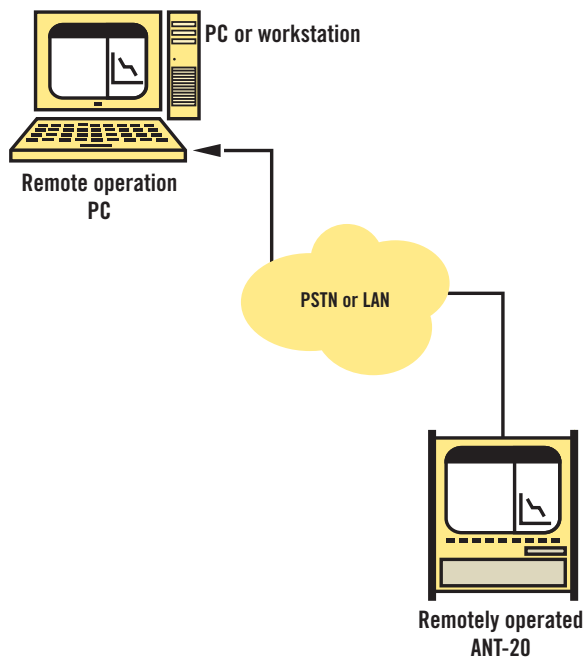 PC or workstation
Remote operation
PC
PSTN or LAN
Remotely operated
ANT-20